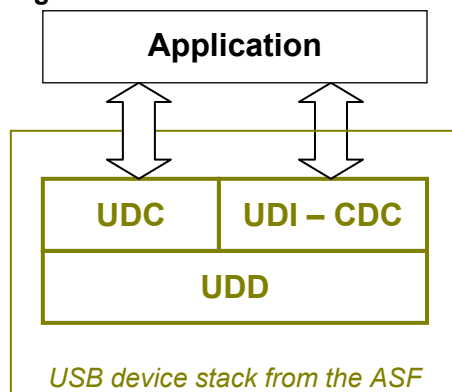 Application
UDC UDI – CDC
UDD
USB device stack from the ASF